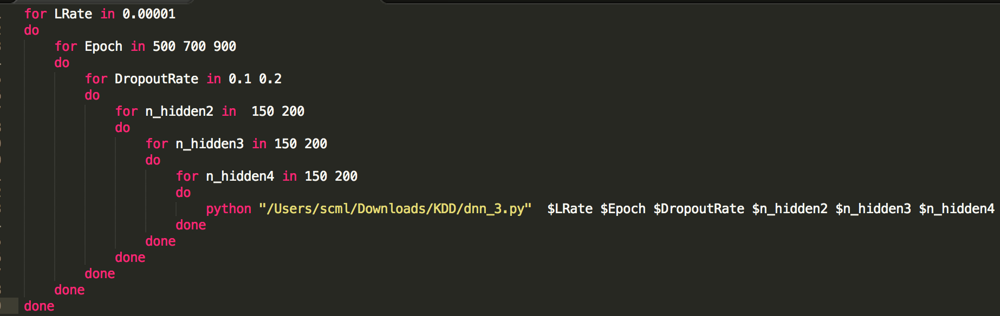 for LRate in 0.00001
do
    for Epoch in 500 700 900
    do
        for DropoutRate in 0.1 0.2
        do
            for n_hidden2 in  150 200
            do
                for n_hidden3 in 150 200
                do
                    for n_hidden4 in 150 200
                    do
                        python "/Users/scml/Downloads/KDD/dnn_3.py"  $LRate $Epoch $DropoutRate $n_hidden2 $n_hidden3 $n_hidden4
                    done
                done
            done
        done
    done
done